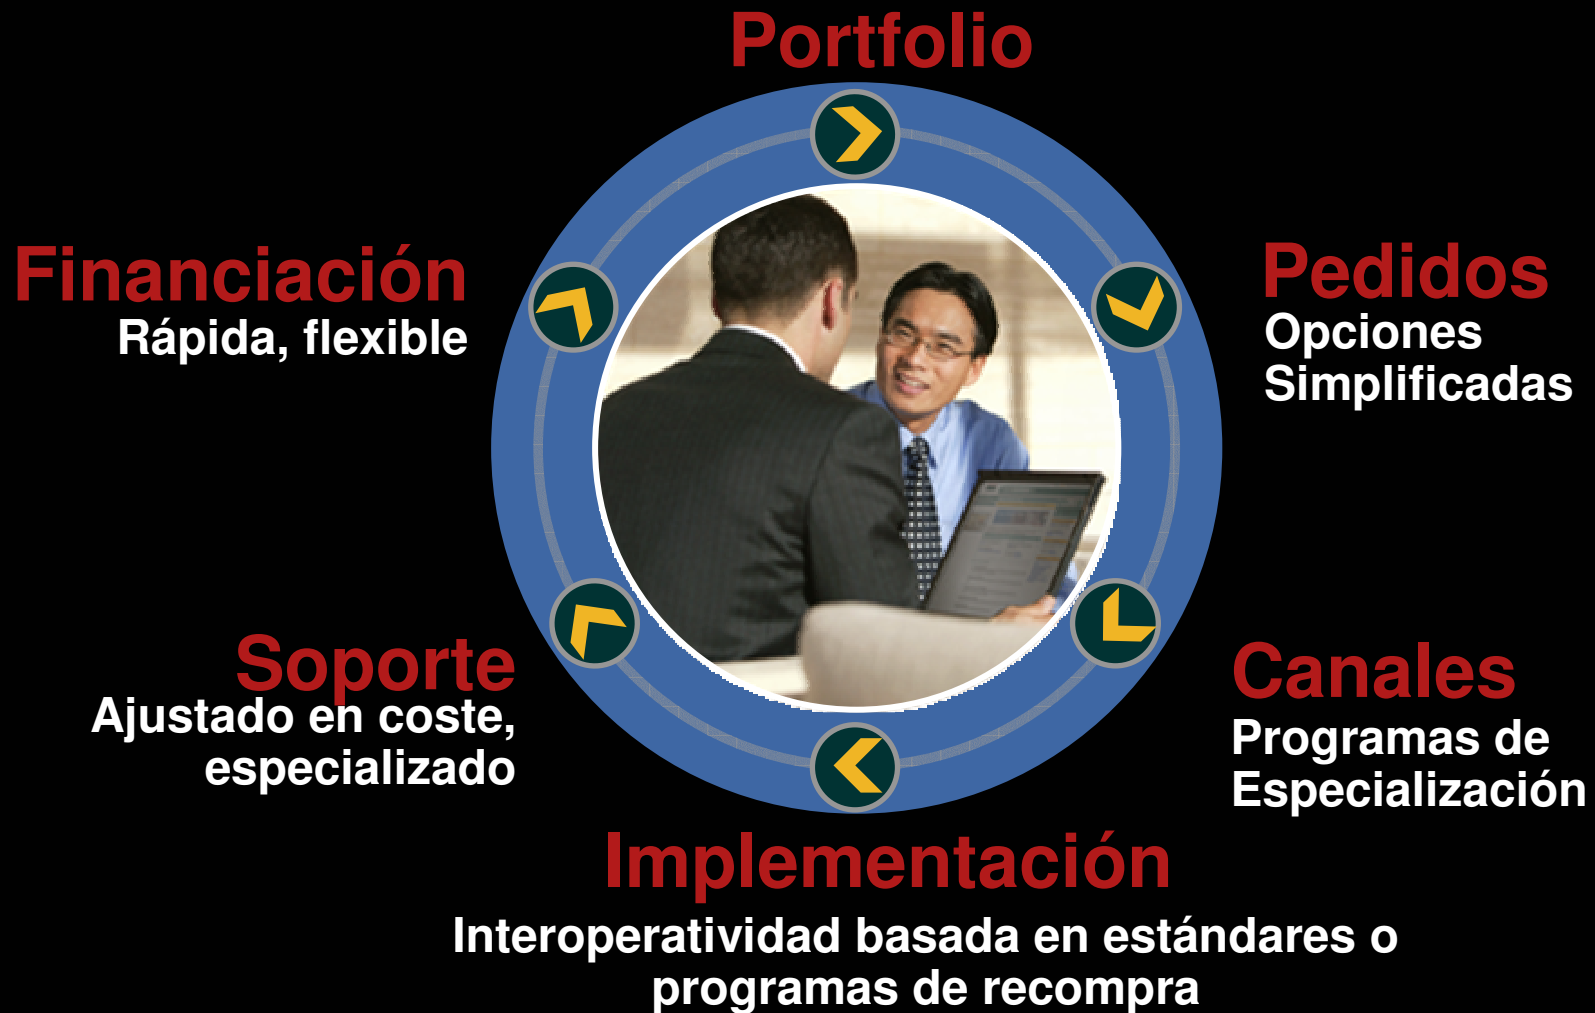 Portfolio
Financiación
Rápida, flexible
Pedidos
Opciones
Simplificadas
Soporte
Ajustado en coste,
especializado
Canales
Programas de
Especialización
Implementación
Interoperatividad basada en estándares o
programas de recompra